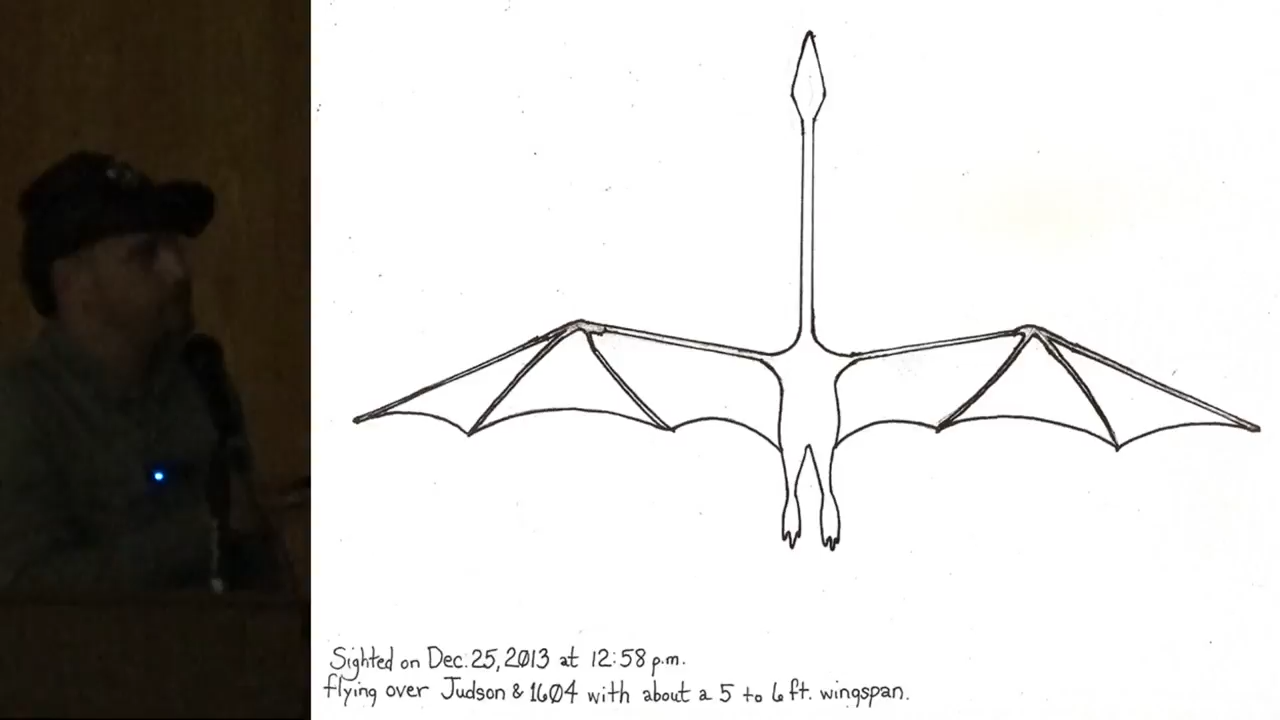 Sighted on Dec. 25, 2013 at 12:58 p.m.
flying over Judson & 1604 with about a 5 to 6 ft. wingspan.